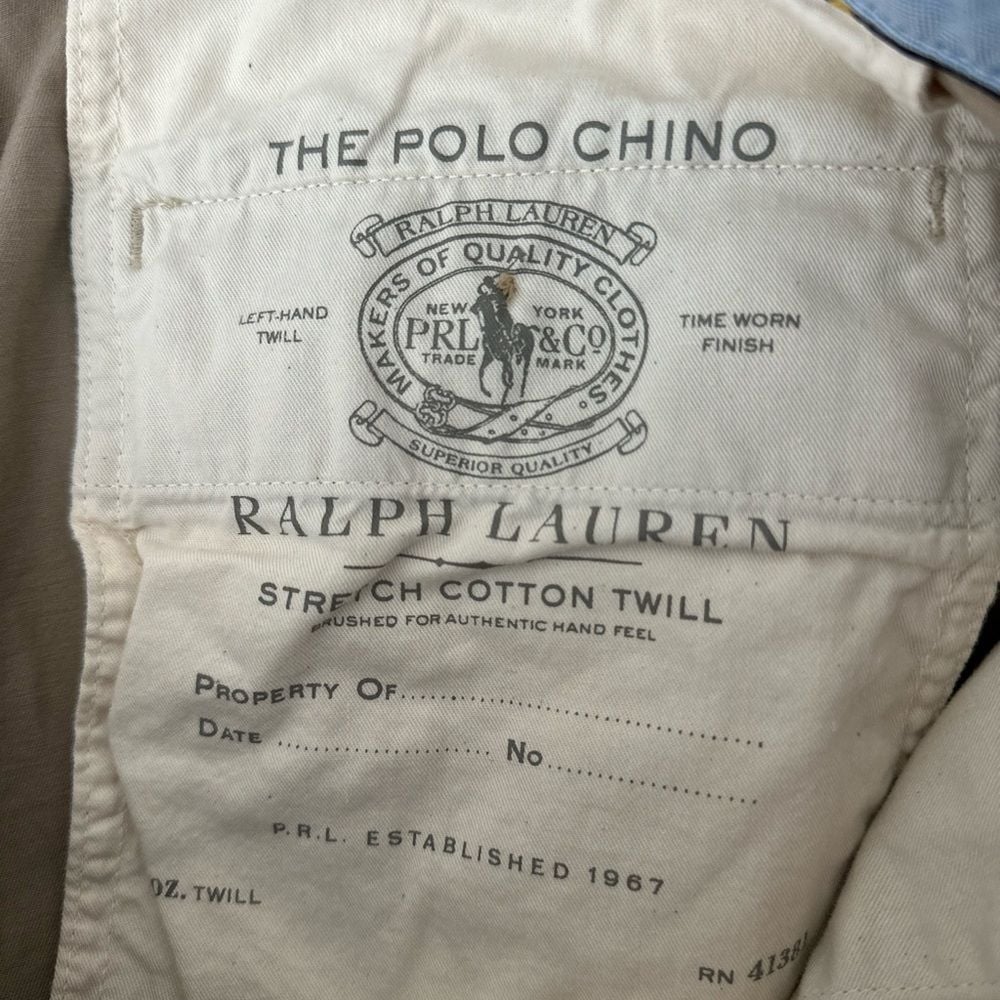 THE POLO CHINO
RALPH LAUREN
MAKERS OF QUALITY CLOTHES
LEFT-HAND
TWILL
NEW YORK
PRL & Co
TRADE MARK
TIME WORN
FINISH
SUPERIOR QUALITY
RALPH LAUREN
STRETCH COTTON TWILL
BRUSHED FOR AUTHENTIC HAND FEEL
PROPERTY OF
DATE No
P.R.L. ESTABLISHED 1967
OZ. TWILL
RN 41381